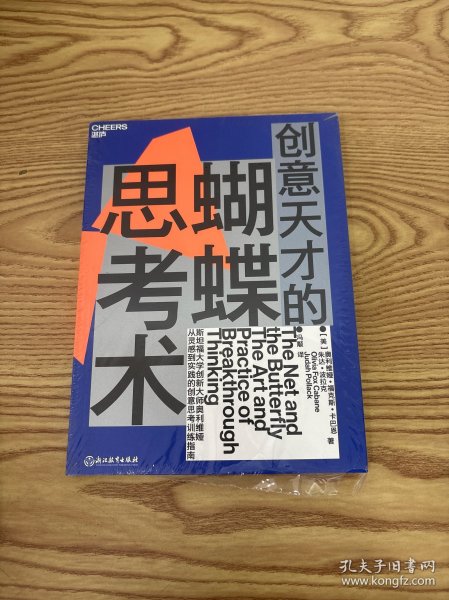 CHEERS
湛庐
创意天才的
蝴蝶
思考术
[美]奥利维娅·福克斯·卡巴恩
朱达·波拉克 著
Olivia Fox Cabane
Judah Pollack
The Net and
the Butterfly
The Art and
Practice of
Breakthrough
Thinking
斯坦福大学创新大师奥利维娅
从灵感到实践的创意思考训练指南
浙江教育出版社
孔夫子旧书网
www.kongfz.com